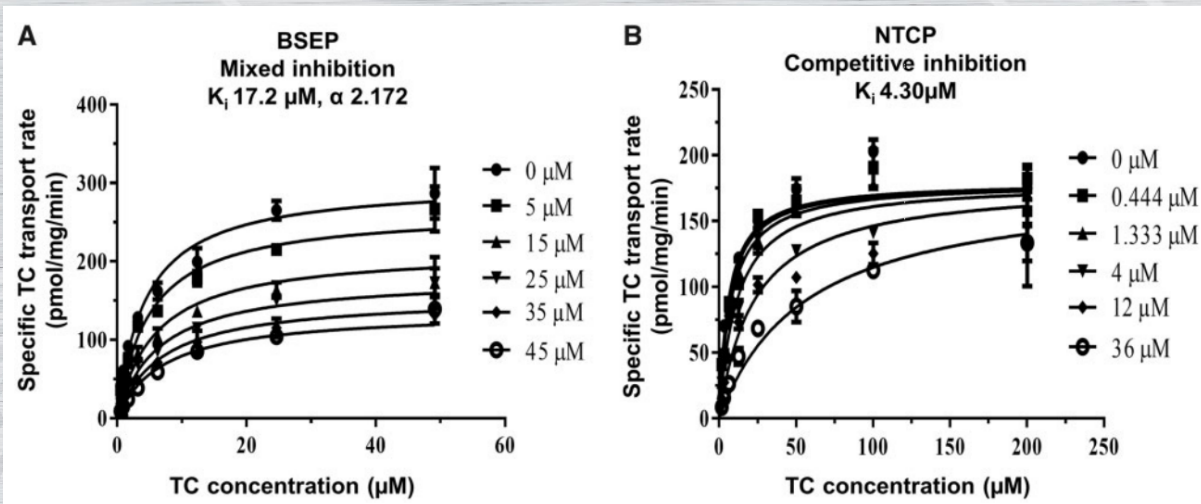 A
BSEP
Mixed inhibition
Ki 17.2 µM, α 2.172
Specific TC transport rate
(pmol/mg/min)
400
300
200
100
0
0
20
40
60
TC concentration (µM)
0 µM
5 µM
15 µM
25 µM
35 µM
45 µM
B
NTCP
Competitive inhibition
Ki 4.30µM
Specific TC transport rate
(pmol/mg/min)
250
200
150
100
50
0
0
50
100
150
200
250
TC concentration (µM)
0 µM
0.444 µM
1.333 µM
4 µM
12 µM
36 µM